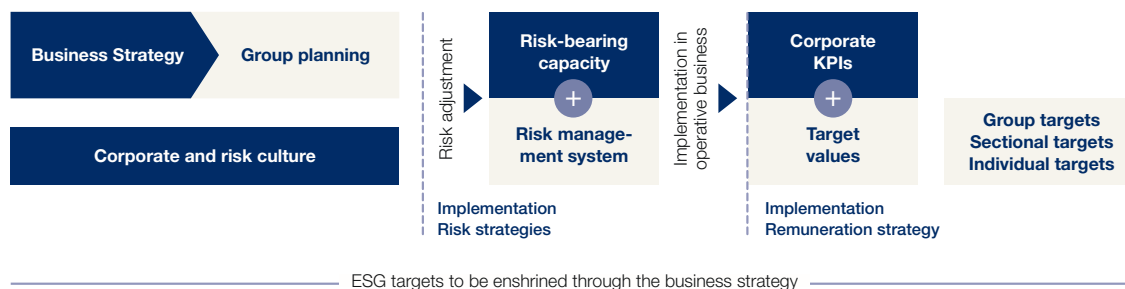 Business Strategy
Group planning
Corporate and risk culture
Risk adjustment
Risk-bearing
capacity
+
Risk manage-
ment system
Implementation
Risk strategies
Implementation in
operative business
Corporate
KPIs
+
Target
values
Implementation
Remuneration strategy
Group targets
Sectional targets
Individual targets
ESG targets to be enshrined through the business strategy